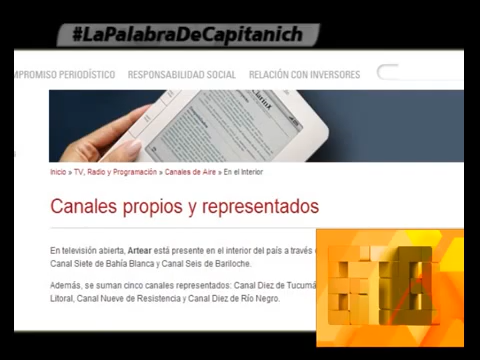 #LaPalabraDeCapitanich
MPROMISO PERIODÍSTICO RESPONSABILIDAD SOCIAL RELACIÓN CON INVERSORES
Clarín
Inicio » TV, Radio y Programación » Canales de Aire » En el Interior
Canales propios y representados
En televisión abierta, Artear está presente en el interior del país a través
Canal Siete de Bahía Blanca y Canal Seis de Bariloche.
Además, se suman cinco canales representados: Canal Diez de Tucumá
Litoral, Canal Nueve de Resistencia y Canal Diez de Río Negro.